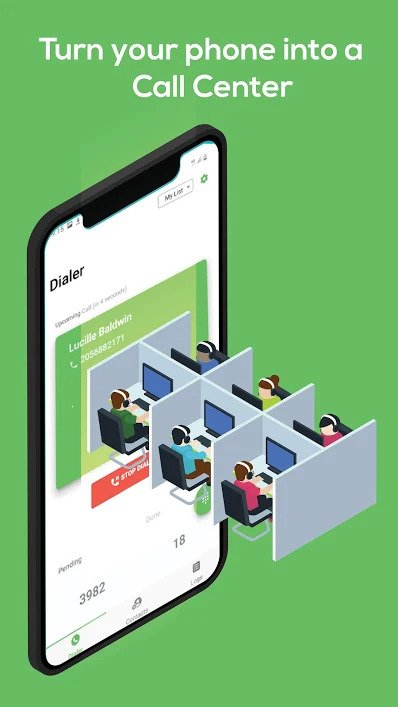 Turn your phone into a
Call Center
My List
Dialer
Upcoming Call (in 4 seconds)
Lucille Baldwin
2056882171
STOP DIAL
Pending
Done
3982
18
Dialer
Contacts
Logs